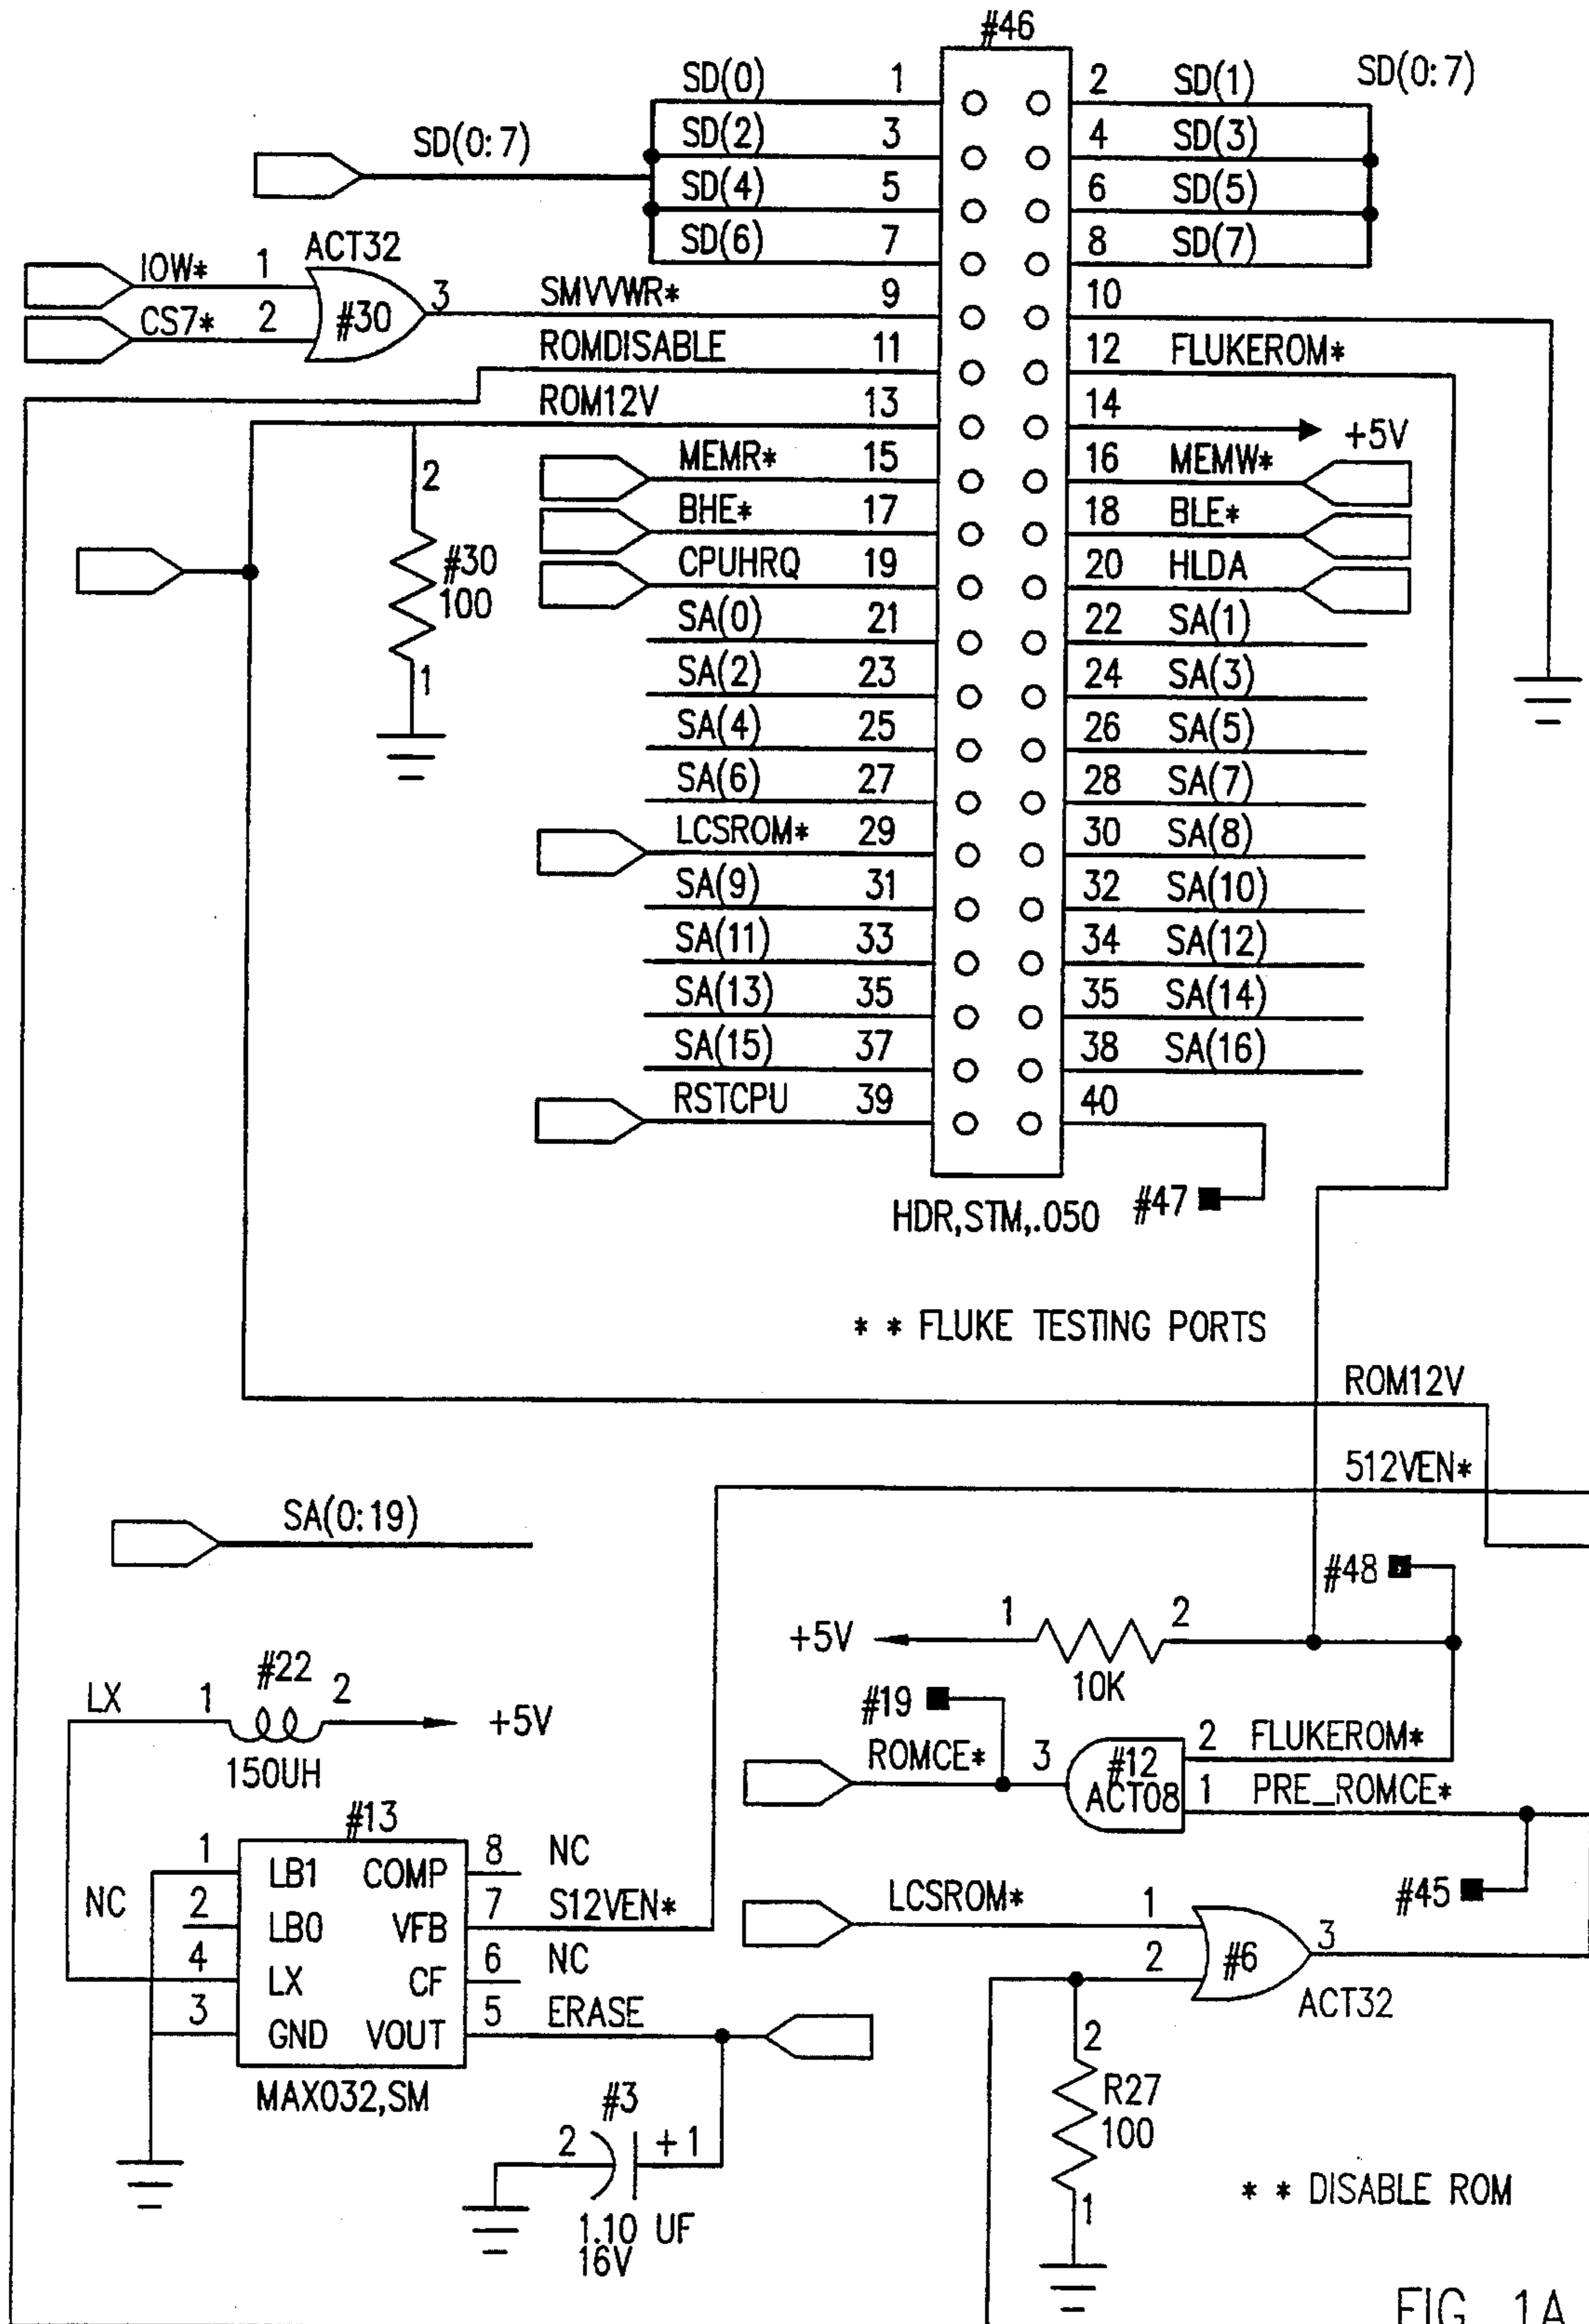 #46
SD(0) 1 2 SD(1) SD(0:7)
SD(0:7) SD(2) 3 4 SD(3)
SD(4) 5 6 SD(5)
SD(6) 7 8 SD(7)
IOW* 1 ACT32
CS7* 2 #30 3 SMVVWR* 9 10
ROMDISABLE 11 12 FLUKEROM*
ROM12V 13 14 +5V
2 MEMR* 15 16 MEMW*
BHE* 17 18 BLE*
#30 CPUHRQ 19 20 HLDA
100 SA(0) 21 22 SA(1)
1 SA(2) 23 24 SA(3)
SA(4) 25 26 SA(5)
SA(6) 27 28 SA(7)
LCSROM* 29 30 SA(8)
SA(9) 31 32 SA(10)
SA(11) 33 34 SA(12)
SA(13) 35 35 SA(14)
SA(15) 37 38 SA(16)
RSTCPU 39 40
HDR,STM,.050 #47
* * FLUKE TESTING PORTS
ROM12V
512VEN*
SA(0:19)
#48
+5V 1 2
10K
#22
LX 1 2 +5V
150UH
#19
ROMCE* 3 #12 2 FLUKEROM*
ACT08 1 PRE_ROMCE*
#13
1 LB1 COMP 8 NC
NC 2 LB0 VFB 7 S12VEN*
4 LX CF 6 NC
3 GND VOUT 5 ERASE
MAX032,SM
#45
LCSROM* 1
2 #6 3
ACT32
#3
2 + 1
1.10 UF
16V
2
R27
100
1
* * DISABLE ROM
FIG. 1A